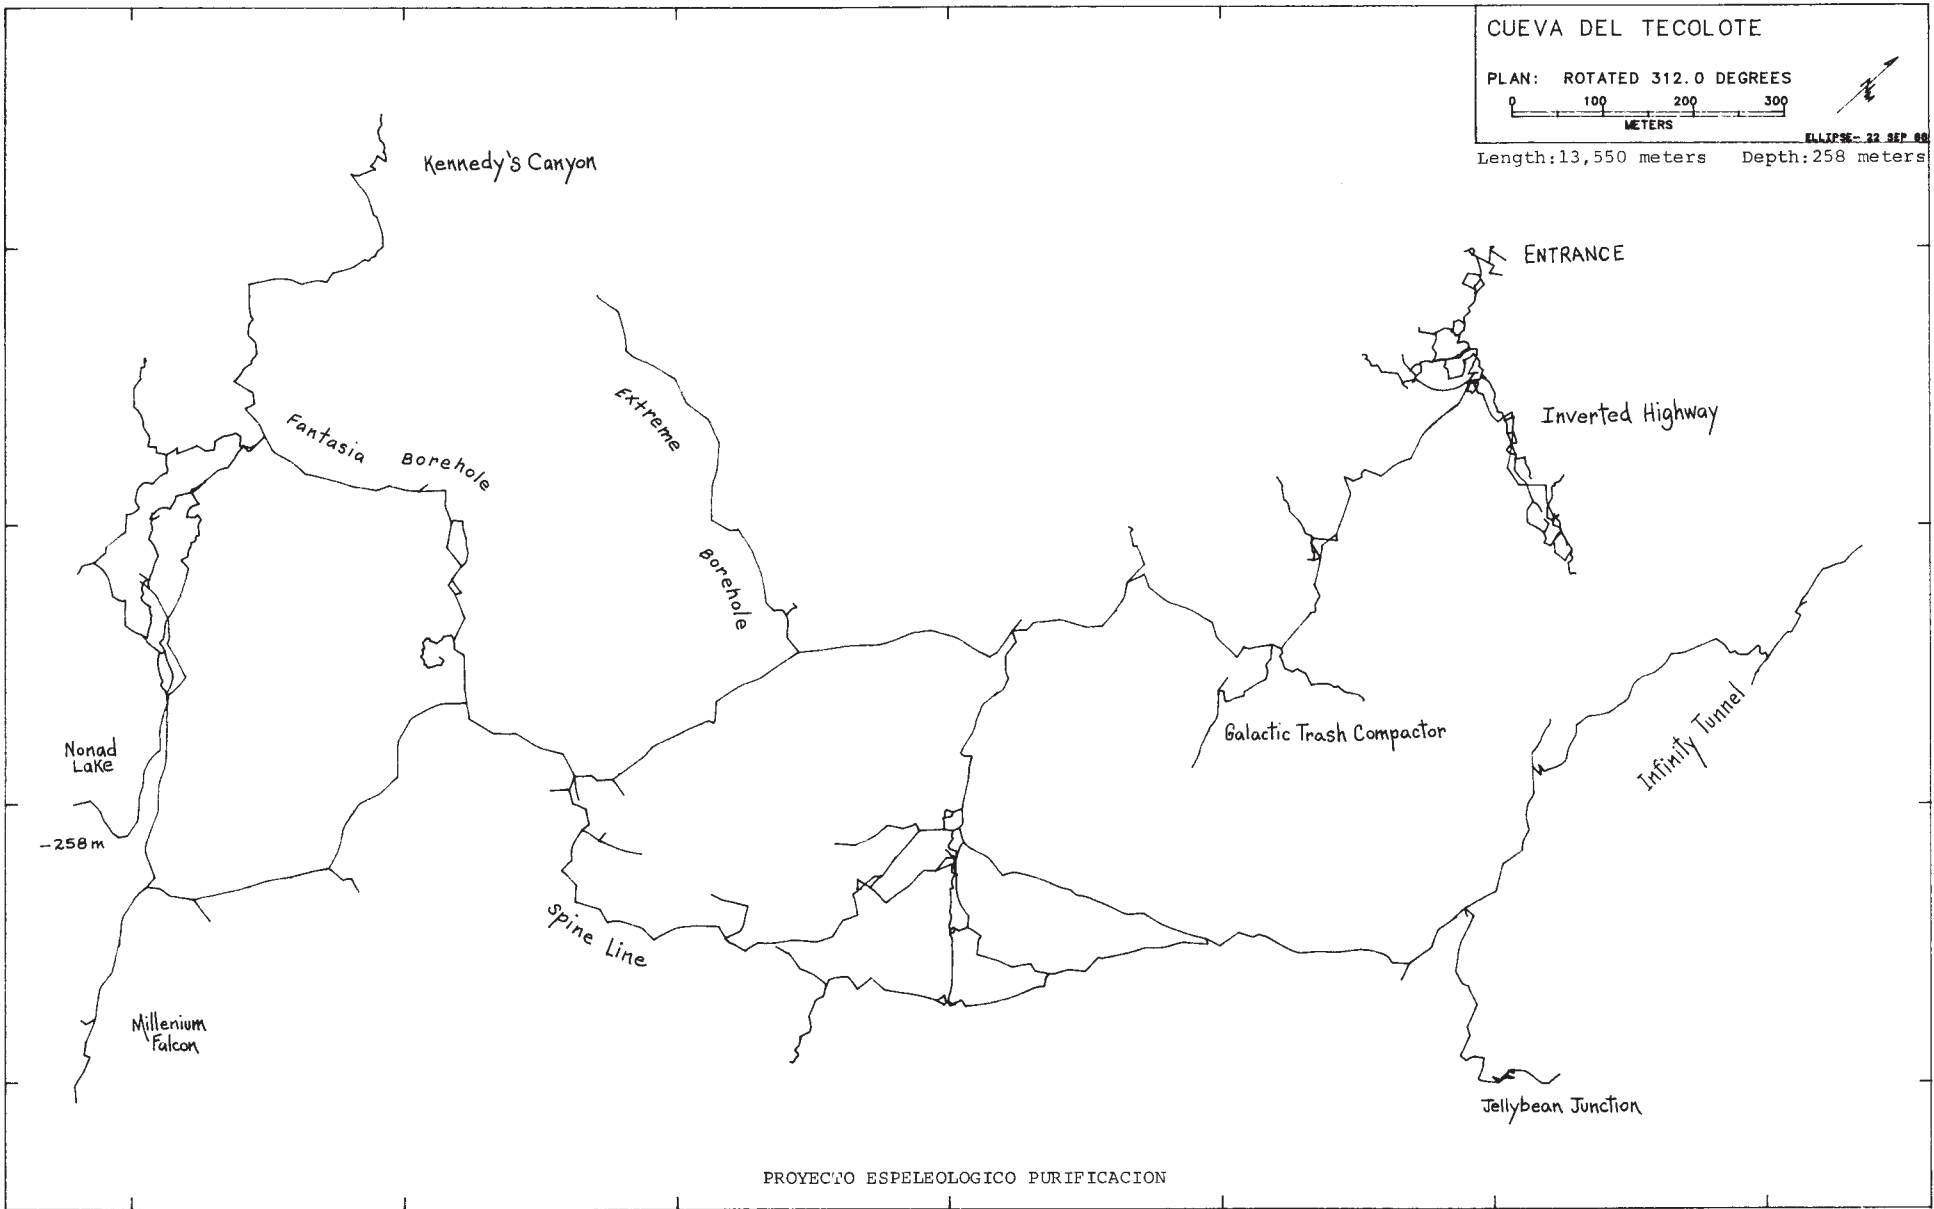 CUEVA DEL TECOLOTE
PLAN: ROTATED 312.0 DEGREES
0 100 200 300
METERS
ELLIPSE- 22 SEP
Length:13,550 meters Depth:258 meters
Kennedy's Canyon
ENTRANCE
Inverted Highway
Extreme
Borehole
Fantasia Borehole
Galactic Trash Compactor
Infinity Tunnel
Nonad
Lake
-258m
Spine Line
Millenium
Falcon
Jellybean Junction
PROYECTO ESPELEOLOGICO PURIFICACION